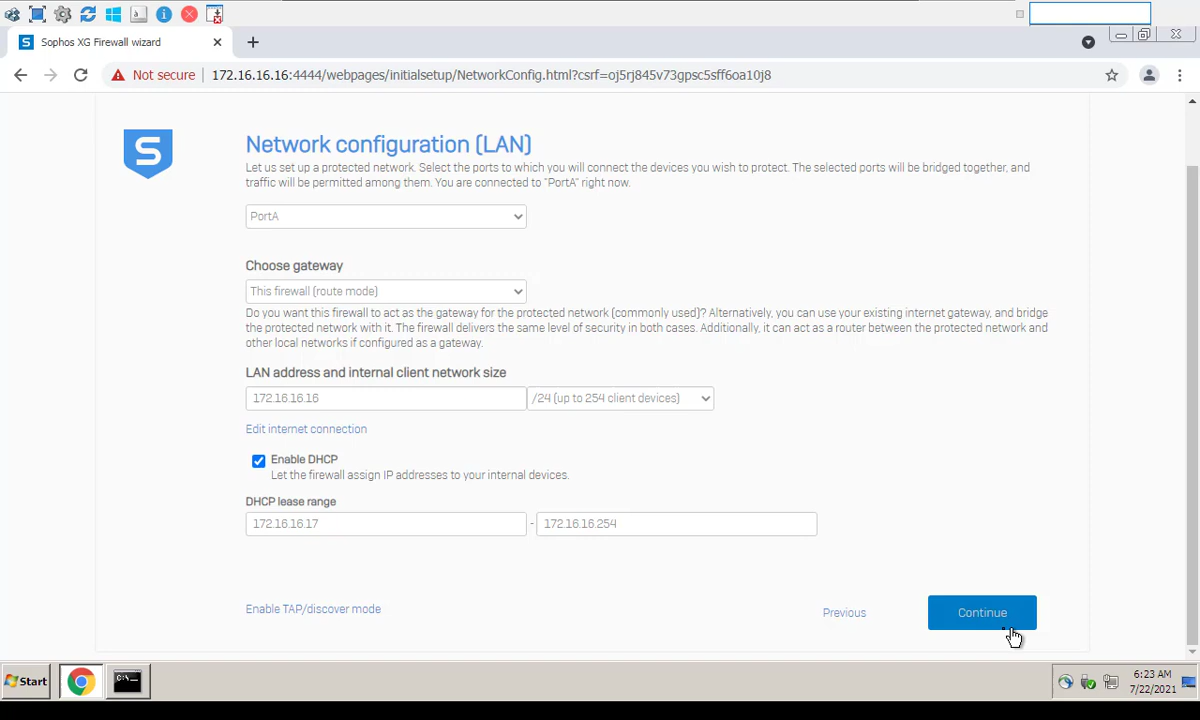 Sophos XG Firewall wizard
Not secure
172.16.16.16:4444/webpages/initialsetup/NetworkConfig.html?csrf=oj5rj845v73gpsc5sff6oa10j8
S
Network configuration (LAN)
Let us set up a protected network. Select the ports to which you will connect the devices you wish to protect. The selected ports will be bridged together, and
traffic will be permitted among them. You are connected to "PortA" right now.
PortA
Choose gateway
This firewall (route mode)
Do you want this firewall to act as the gateway for the protected network (commonly used)? Alternatively, you can use your existing internet gateway, and bridge
the protected network with it. The firewall delivers the same level of security in both cases. Additionally, it can act as a router between the protected network and
other local networks if configured as a gateway.
LAN address and internal client network size
172.16.16.16
/24 (up to 254 client devices)
Edit internet connection
Enable DHCP
Let the firewall assign IP addresses to your internal devices.
DHCP lease range
172.16.16.17 - 172.16.16.254
Enable TAP/discover mode
Previous
Continue
Start
6:23 AM
7/22/2021